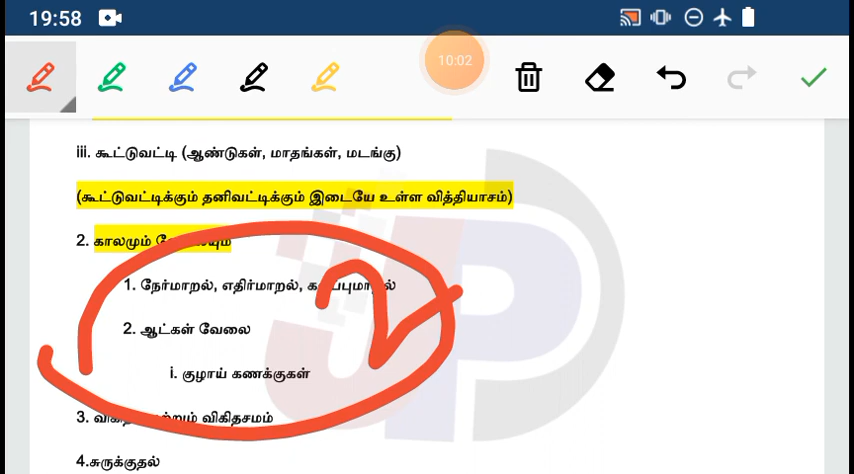 19:58
10:02
iii. கூட்டுவட்டி (ஆண்டுகள், மாதங்கள், மடங்கு)
(கூட்டுவட்டிக்கும் தனிவட்டிக்கும் இடையே உள்ள வித்தியாசம்)
2. காலமும்
1. நேர்மாறல், எதிர்மாறல்,
2. ஆட்கள் வேலை
i. குழாய் கணக்குகள்
3. விகிதசமம்
4.சுருக்குதல்
JP